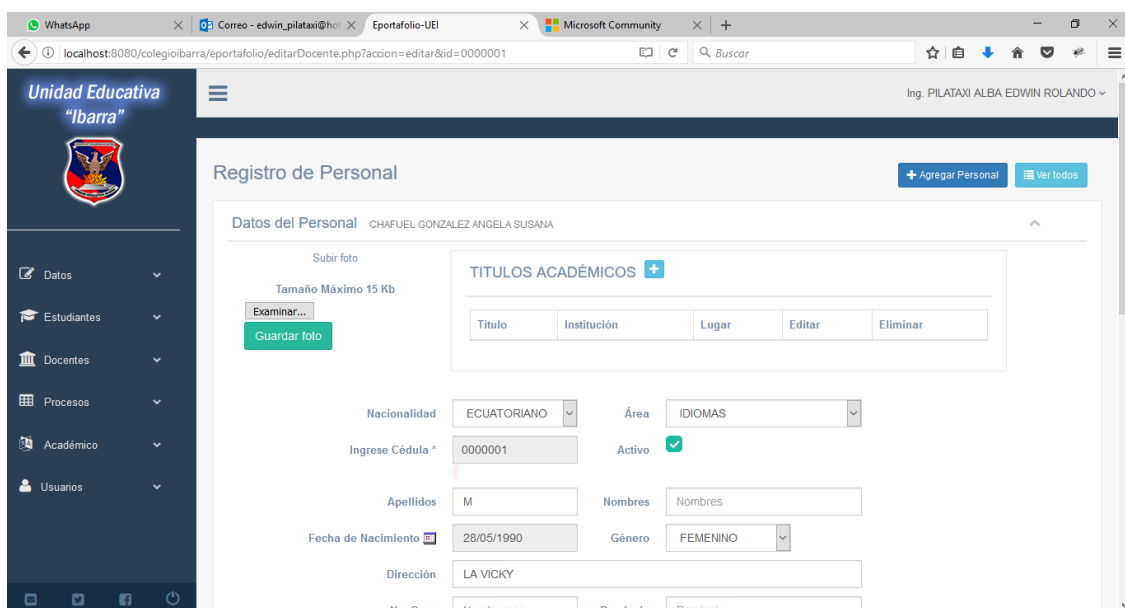 WhatsApp
Correo - edwin_pilataxi@hot
Eportafolio-UEI
Microsoft Community
localhost:8080/colegioibarra/eportafolio/editarDocente.php?accion=editar&id=0000001
Buscar
Unidad Educativa
"Ibarra"
Ing. PILATAXI ALBA EDWIN ROLANDO
Registro de Personal
Agregar Personal
Ver todos
Datos del Personal CHAFUEL GONZALEZ ANGELA SUSANA
Subir foto
Tamaño Máximo 15 Kb
Examinar...
Guardar foto
TITULOS ACADÉMICOS
Título Institución Lugar Editar Eliminar
Datos
Estudiantes
Docentes
Procesos
Académico
Usuarios
Nacionalidad ECUATORIANO Área IDIOMAS
Ingrese Cédula * 0000001 Activo
Apellidos M Nombres Nombres
Fecha de Nacimiento 28/05/1990 Género FEMENINO
Dirección LA VICKY